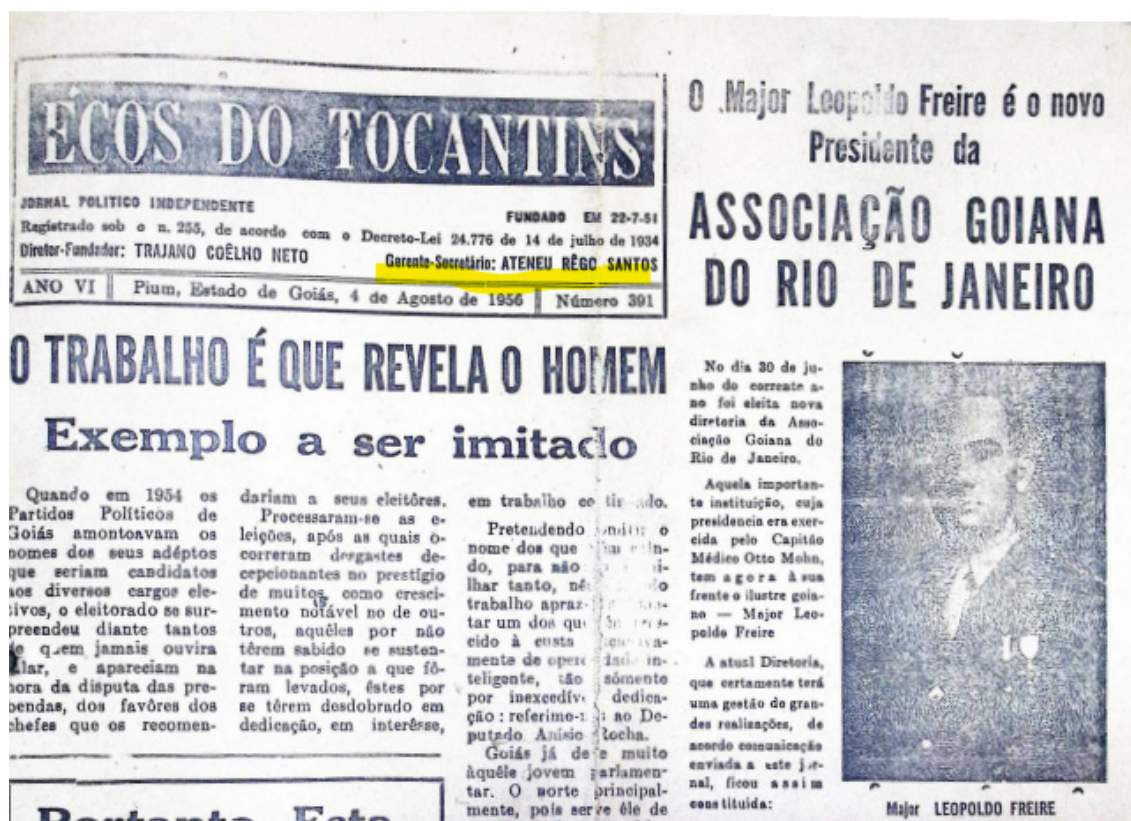 ÉCOS DO TOCANTINS
JORNAL POLITICO INDEPENDENTE
FUNDADO EM 22-7-51
Registrado sob o n. 255, de acordo com o Decreto-Lei 24.776 de 14 de julho de 1934
Diretor-Fundador: TRAJANO COÊLHO NETO
Gerente-Secretário: ATENEU RÊGO SANTOS
ANO VI Pium, Estado de Goiás, 4 de Agosto de 1956 Número 391
O TRABALHO É QUE REVELA O HOMEM
Exemplo a ser imitado
Quando em 1954 os
Partidos Políticos de
Goiás amontoavam os
nomes dos seus adéptos
que seriam candidatos
aos diversos cargos ele-
tivos, o eleitorado se sur-
preendeu diante tantos
de quem jamais ouvira
falar, e apareciam na
hora da disputa das pre-
bendas, dos favôres dos
chefes que os recomen-
dariam a seus eleitôres.
Processaram-se as e-
leições, após as quais o-
correram dergastes de-
cepcionantes no prestígio
de muitos, como cresci-
mento notável no de ou-
tros, aquêles por não
têrem sabido se susten-
tar na posição a que fô-
ram levados, êstes por
se têrem desdobrado em
dedicação, em interêsse,
em trabalho
Pretendendo o
nome dos que
do, para não
lhar tanto,
trabalho apraz-
tar um dos que
cido à custa
mente de in-
teligente, tão sómente
por inexcedível dedica-
ção: referimo-nos ao De-
putado Anísio Rocha.
Goiás já deve muito
àquêle jovem parlamen-
tar. O norte principal-
mente, pois serve êle de
Portanto Esta
O Major Leopoldo Freire é o novo
Presidente da
ASSOCIAÇÃO GOIANA
DO RIO DE JANEIRO
No dia 30 de ju-
nho do corrente a-
no foi eleita nova
diretoria da Asso-
ciação Goiana do
Rio de Janeiro.
Aquela importan-
te instituição, cuja
presidencia era exer-
cida pelo Capitão
Médico Otto Mohn,
tem agora à sua
frente o ilustre goia-
no — Major Leo-
poldo Freire
A atual Diretoria,
que certamente terá
uma gestão de gran-
des realizações, de
acordo comunicação
enviada a este jor-
nal, ficou assim
constituida:
Major LEOPOLDO FREIRE